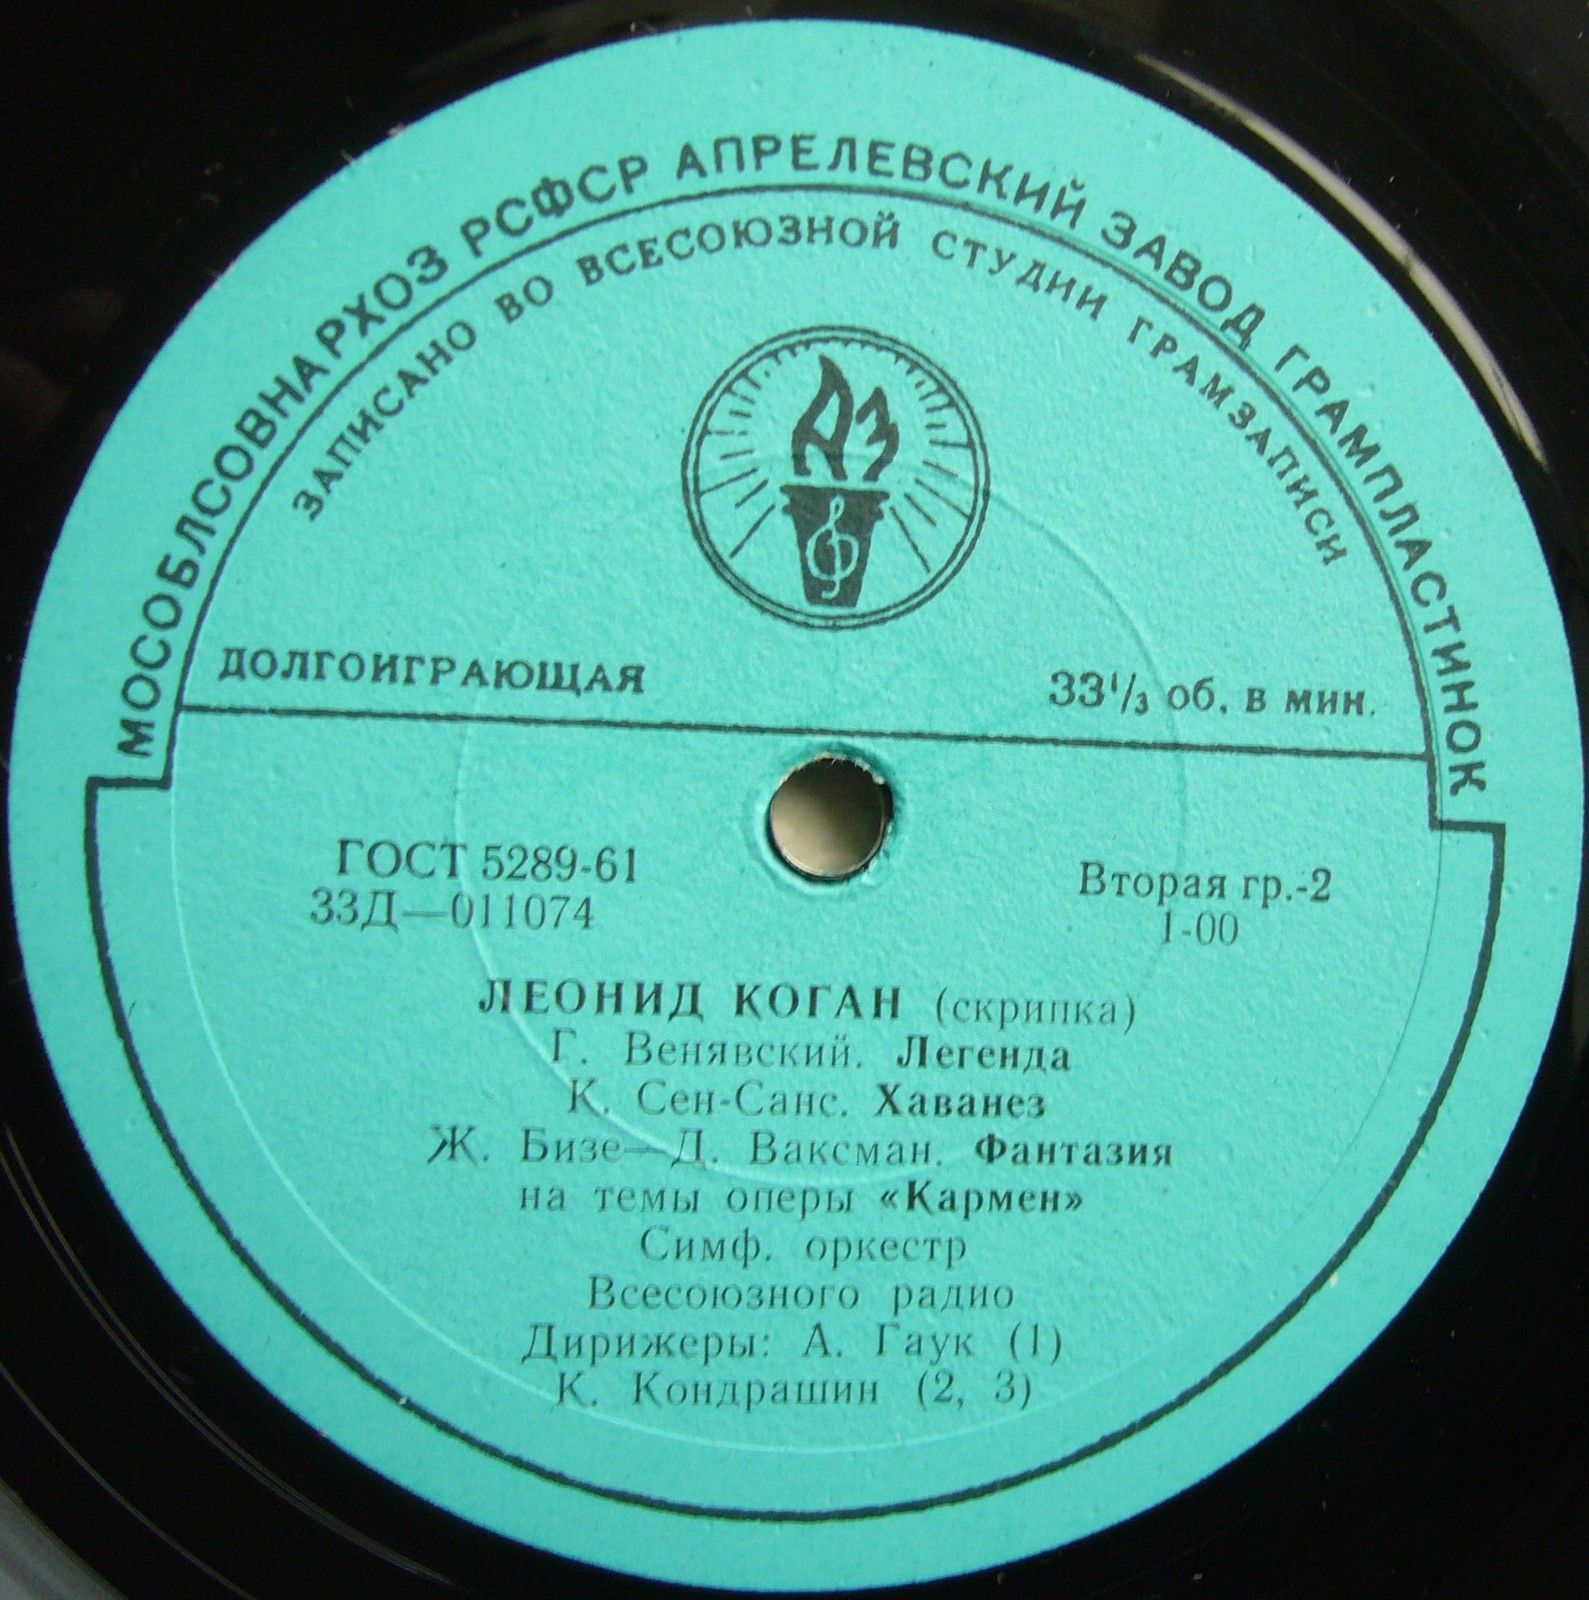 МОСОБЛСОВНАРХОЗ РСФСР АПРЕЛЕВСКИЙ ЗАВОД ГРАМПЛАСТИНОК
ЗАПИСАНО ВО ВСЕСОЮЗНОЙ СТУДИИ ГРАМЗАПИСИ
АЗ
ДОЛГОИГРАЮЩАЯ 33 1/3 об. в мин.
ГОСТ 5289-61 Вторая гр.-2
33Д—011074 1-00
ЛЕОНИД КОГАН (скрипка)
Г. Венявский. Легенда
К. Сен-Санс. Хаванез
Ж. Бизе—Д. Ваксман. Фантазия
на темы оперы «Кармен»
Симф. оркестр
Всесоюзного радио
Дирижеры: А. Гаук (1)
К. Кондрашин (2, 3)